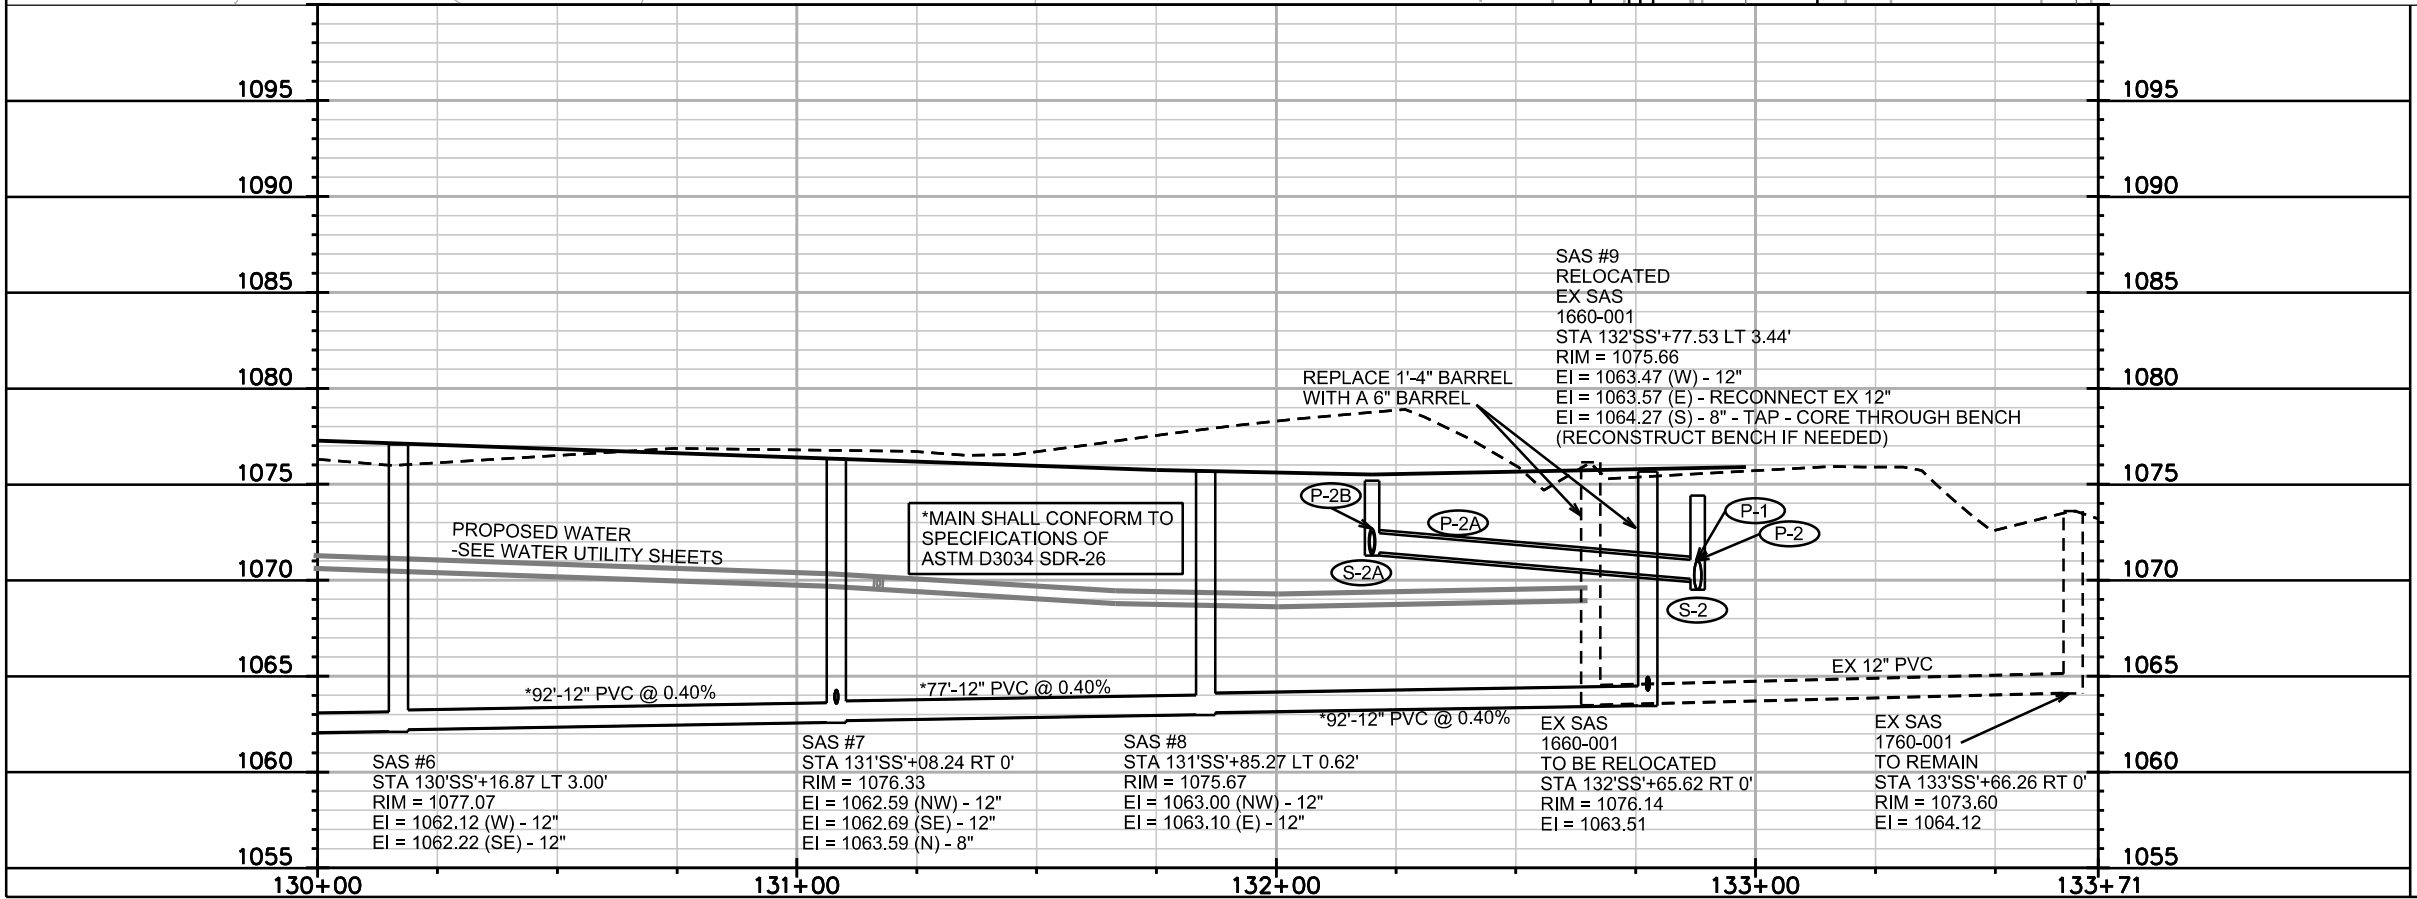 1095
1095
1090
1090
1085
1085
1080
1080
1075
1075
1070
1070
1065
1065
1060
1060
1055
1055
SAS #9
RELOCATED
EX SAS
1660-001
STA 132'SS'+77.53 LT 3.44'
RIM = 1075.66
EI = 1063.47 (W) - 12"
EI = 1063.57 (E) - RECONNECT EX 12"
EI = 1064.27 (S) - 8" - TAP - CORE THROUGH BENCH
(RECONSTRUCT BENCH IF NEEDED)
REPLACE 1'-4" BARREL
WITH A 6" BARREL
P-2B
P-2A
P-1
P-2
S-2A
S-2
PROPOSED WATER
-SEE WATER UTILITY SHEETS
*MAIN SHALL CONFORM TO
SPECIFICATIONS OF
ASTM D3034 SDR-26
*92'-12" PVC @ 0.40%
*77'-12" PVC @ 0.40%
*92'-12" PVC @ 0.40%
EX 12" PVC
SAS #6
STA 130'SS'+16.87 LT 3.00'
RIM = 1077.07
EI = 1062.12 (W) - 12"
EI = 1062.22 (SE) - 12"
SAS #7
STA 131'SS'+08.24 RT 0'
RIM = 1076.33
EI = 1062.59 (NW) - 12"
EI = 1062.69 (SE) - 12"
EI = 1063.59 (N) - 8"
SAS #8
STA 131'SS'+85.27 LT 0.62'
RIM = 1075.67
EI = 1063.00 (NW) - 12"
EI = 1063.10 (E) - 12"
EX SAS
1660-001
TO BE RELOCATED
STA 132'SS'+65.62 RT 0'
RIM = 1076.14
EI = 1063.51
EX SAS
1760-001
TO REMAIN
STA 133'SS'+66.26 RT 0'
RIM = 1073.60
EI = 1064.12
130+00
131+00
132+00
133+00
133+71